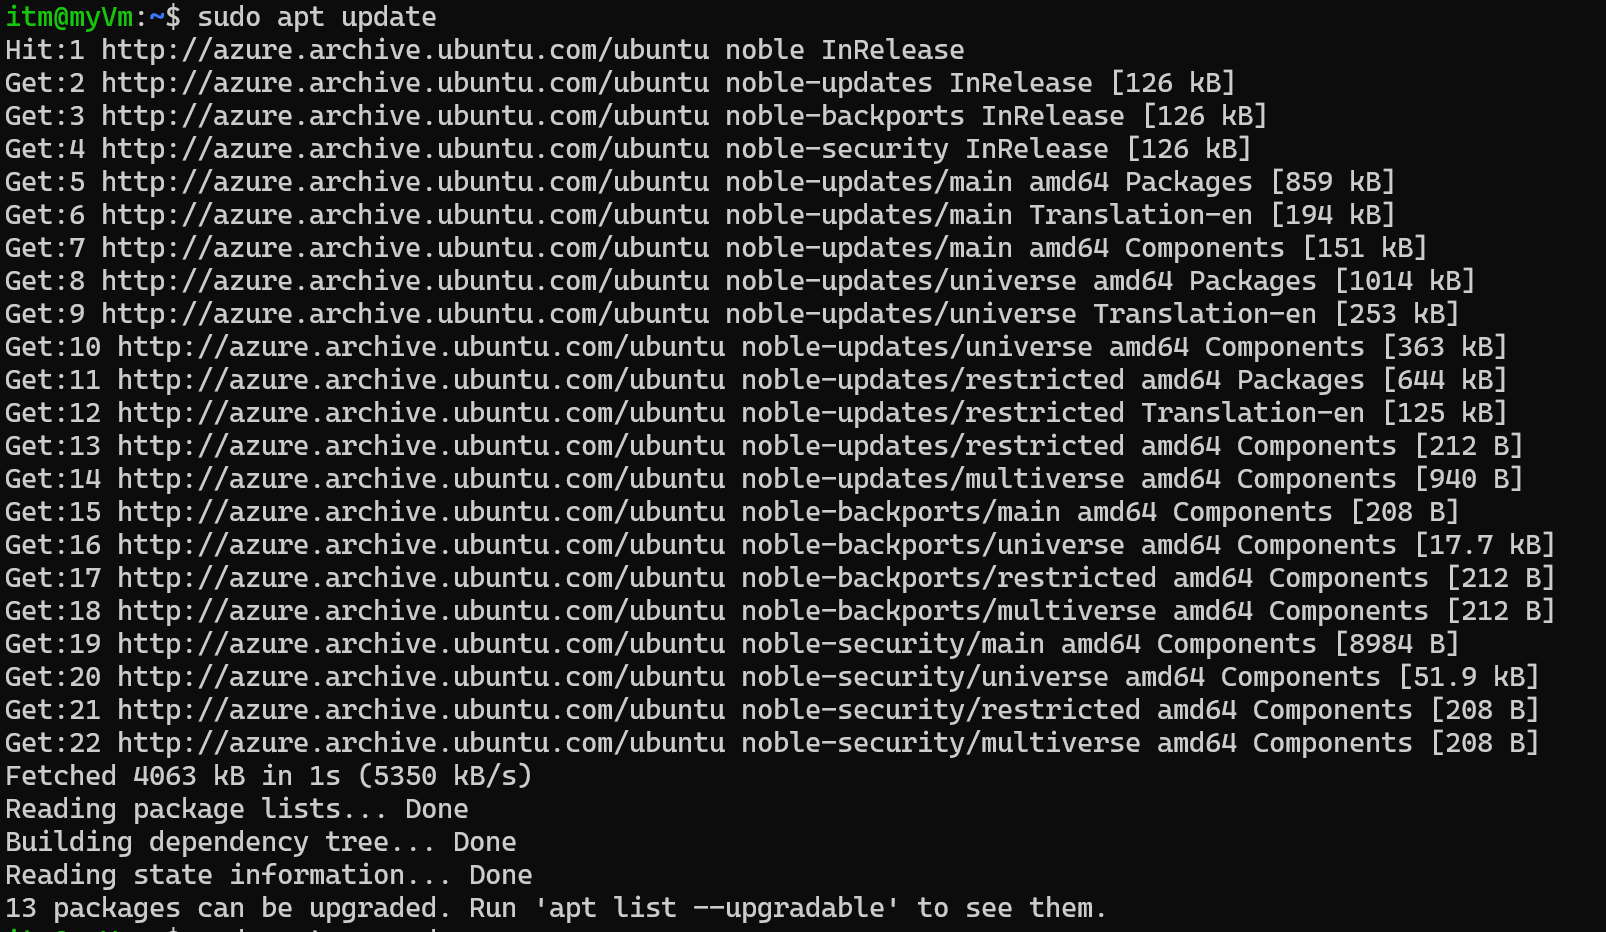 itm@myVm:~$ sudo apt update
Hit:1 http://azure.archive.ubuntu.com/ubuntu noble InRelease
Get:2 http://azure.archive.ubuntu.com/ubuntu noble-updates InRelease [126 kB]
Get:3 http://azure.archive.ubuntu.com/ubuntu noble-backports InRelease [126 kB]
Get:4 http://azure.archive.ubuntu.com/ubuntu noble-security InRelease [126 kB]
Get:5 http://azure.archive.ubuntu.com/ubuntu noble-updates/main amd64 Packages [859 kB]
Get:6 http://azure.archive.ubuntu.com/ubuntu noble-updates/main Translation-en [194 kB]
Get:7 http://azure.archive.ubuntu.com/ubuntu noble-updates/main amd64 Components [151 kB]
Get:8 http://azure.archive.ubuntu.com/ubuntu noble-updates/universe amd64 Packages [1014 kB]
Get:9 http://azure.archive.ubuntu.com/ubuntu noble-updates/universe Translation-en [253 kB]
Get:10 http://azure.archive.ubuntu.com/ubuntu noble-updates/universe amd64 Components [363 kB]
Get:11 http://azure.archive.ubuntu.com/ubuntu noble-updates/restricted amd64 Packages [644 kB]
Get:12 http://azure.archive.ubuntu.com/ubuntu noble-updates/restricted Translation-en [125 kB]
Get:13 http://azure.archive.ubuntu.com/ubuntu noble-updates/restricted amd64 Components [212 B]
Get:14 http://azure.archive.ubuntu.com/ubuntu noble-updates/multiverse amd64 Components [940 B]
Get:15 http://azure.archive.ubuntu.com/ubuntu noble-backports/main amd64 Components [208 B]
Get:16 http://azure.archive.ubuntu.com/ubuntu noble-backports/universe amd64 Components [17.7 kB]
Get:17 http://azure.archive.ubuntu.com/ubuntu noble-backports/restricted amd64 Components [212 B]
Get:18 http://azure.archive.ubuntu.com/ubuntu noble-backports/multiverse amd64 Components [212 B]
Get:19 http://azure.archive.ubuntu.com/ubuntu noble-security/main amd64 Components [8984 B]
Get:20 http://azure.archive.ubuntu.com/ubuntu noble-security/universe amd64 Components [51.9 kB]
Get:21 http://azure.archive.ubuntu.com/ubuntu noble-security/restricted amd64 Components [208 B]
Get:22 http://azure.archive.ubuntu.com/ubuntu noble-security/multiverse amd64 Components [208 B]
Fetched 4063 kB in 1s (5350 kB/s)
Reading package lists... Done
Building dependency tree... Done
Reading state information... Done
13 packages can be upgraded. Run 'apt list --upgradable' to see them.